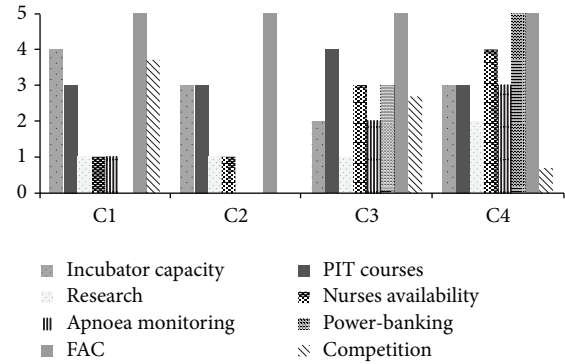 5
4
3
2
1
0
C1 C2 C3 C4
Incubator capacity PIT courses
Research Nurses availability
Apnoea monitoring Power-banking
FAC Competition